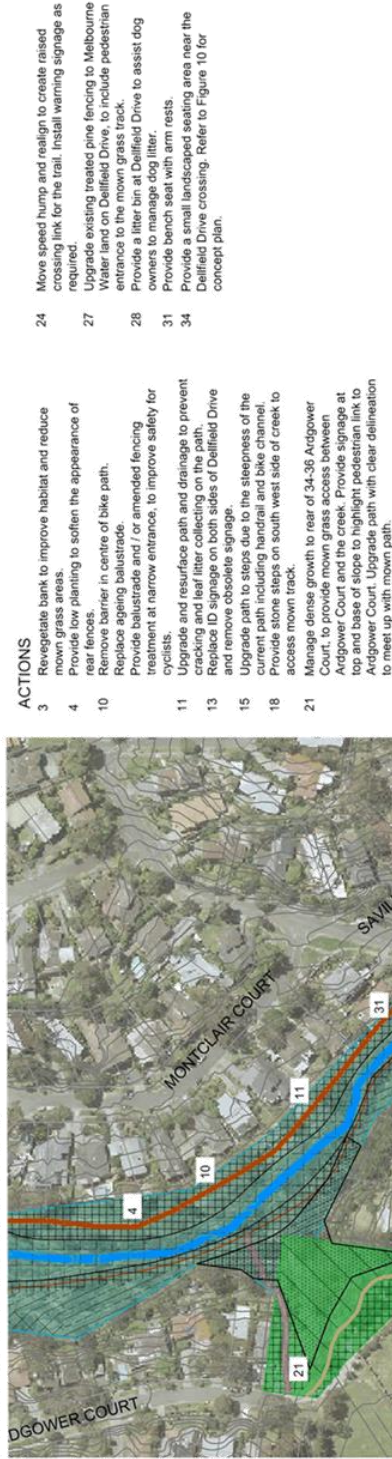 ACTIONS
3 Revegetate bank to improve habitat and reduce
mown grass areas.
4 Provide low planting to soften the appearance of
rear fences.
10 Remove barrier in centre of bike path.
Replace ageing balustrade.
Provide balustrade and / or amended fencing
treatment at narrow entrance, to improve safety for
cyclists.
11 Upgrade and resurface path and drainage to prevent
cracking and leaf litter collecting on the path.
13 Replace ID signage on both sides of Dellfield Drive
and remove obsolete signage.
15 Upgrade path to steps due to the steepness of the
current path including handrail and bike channel.
18 Provide stone steps on south west side of creek to
access mown track.
21 Manage dense growth to rear of 34-36 Ardgower
Court, to provide mown grass access between
Ardgower Court and the creek. Provide signage at
top and base of slope to highlight pedestrian link to
Ardgower Court. Upgrade path with clear delineation
to meet up with mown path.
24 Move speed hump and realign to create raised
crossing link for the trail. Install warning signage as
required.
27 Upgrade existing treated pine fencing to Melbourne
Water land on Dellfield Drive, to include pedestrian
entrance to the mown grass track.
28 Provide a litter bin at Dellfield Drive to assist dog
owners to manage dog litter.
31 Provide bench seat with arm rests.
34 Provide a small landscaped seating area near the
Dellfield Drive crossing. Refer to Figure 10 for
concept plan.
DGOWER COURT
MONTCLAIR COURT
SAVIL
4
10
11
31
21